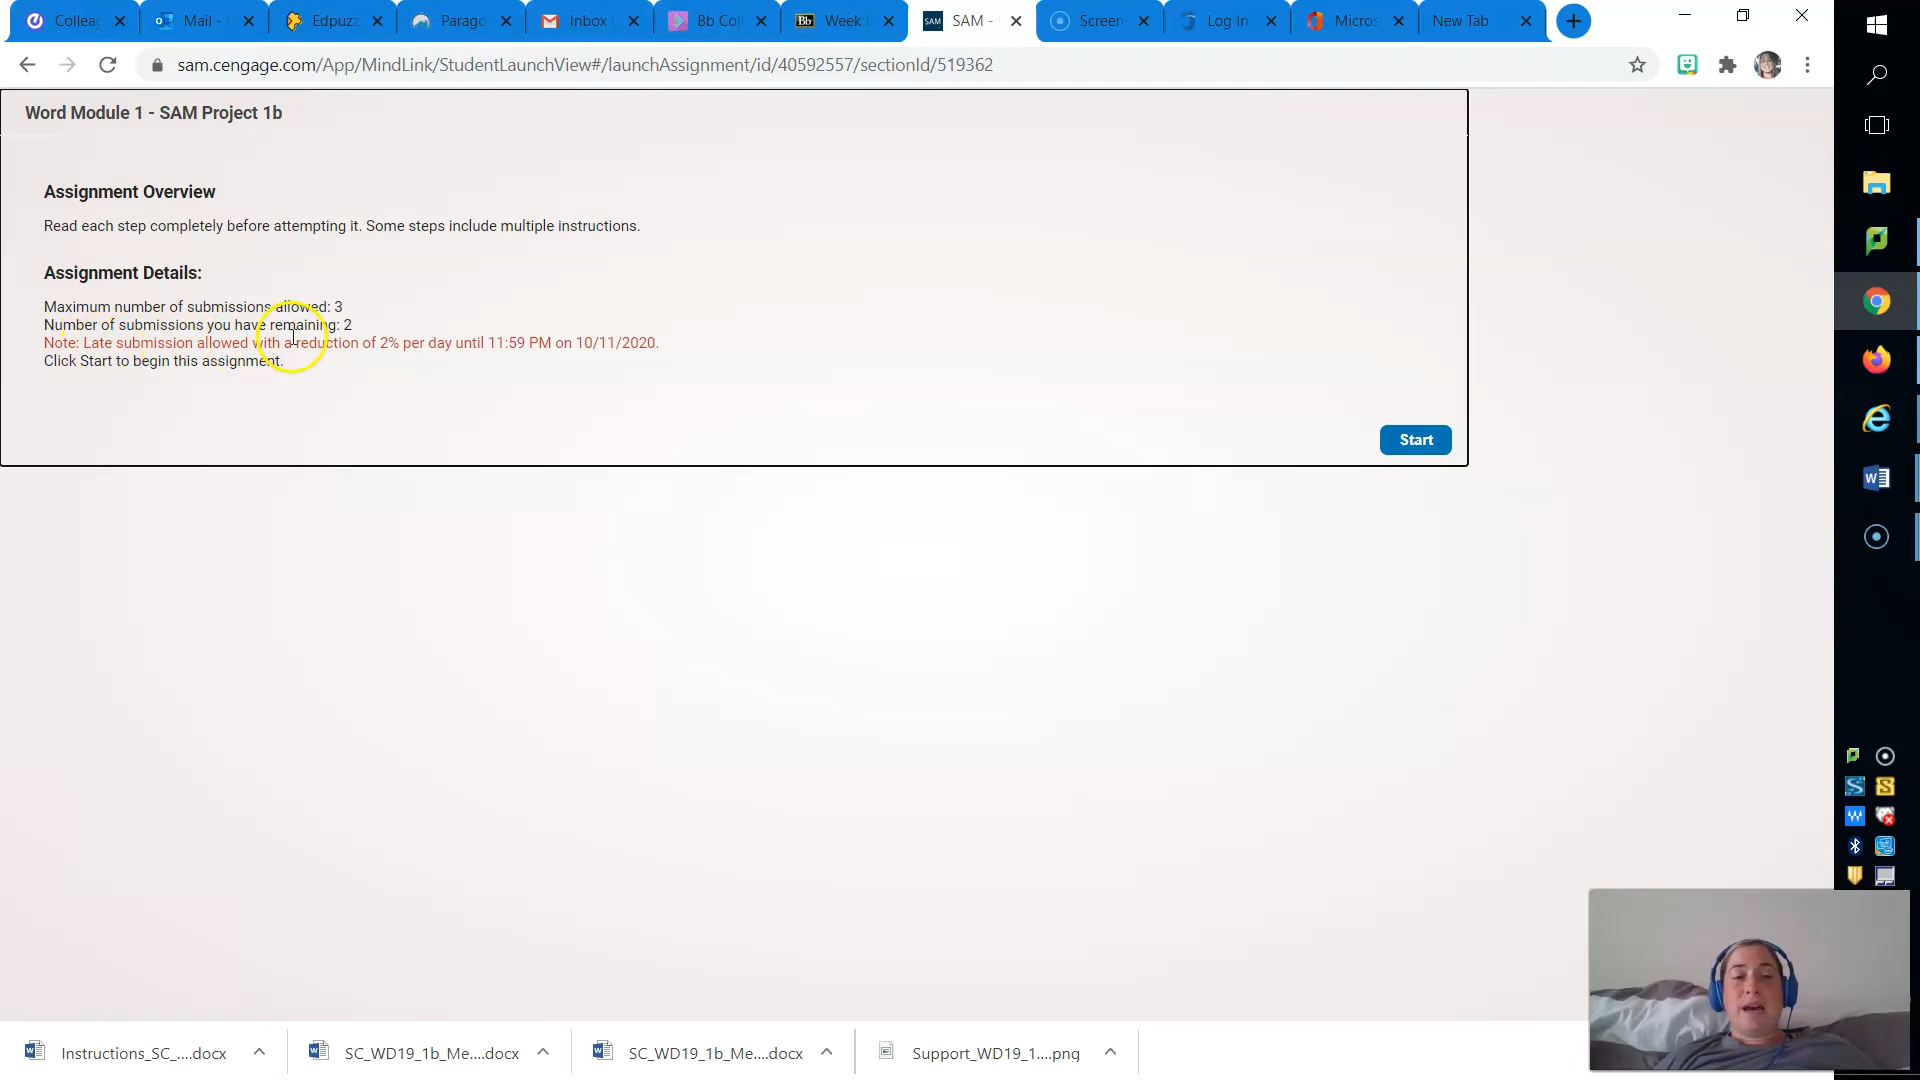 Collea
Mail -
Edpuzz
Parago
Inbox
Bb Coll
Bb
Week
SAM
SAM -
Screen
Log In
Micros
New Tab
sam.cengage.com/App/MindLink/StudentLaunchView#/launchAssignment/id/40592557/sectionId/519362
Word Module 1 - SAM Project 1b
Assignment Overview
Read each step completely before attempting it. Some steps include multiple instructions.
Assignment Details:
Maximum number of submissions allowed: 3
Number of submissions you have remaining: 2
Note: Late submission allowed with a reduction of 2% per day until 11:59 PM on 10/11/2020.
Click Start to begin this assignment.
Start
Instructions_SC_....docx
SC_WD19_1b_Me....docx
SC_WD19_1b_Me....docx
Support_WD19_1....png